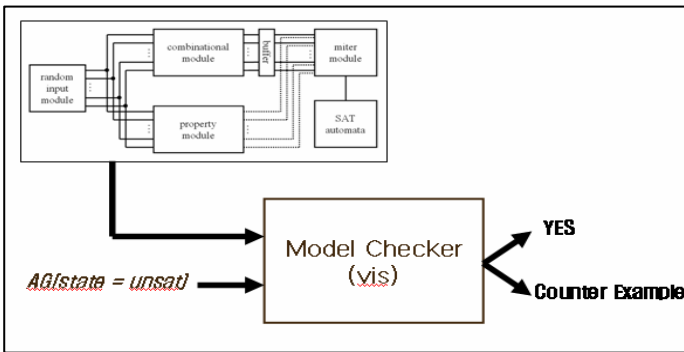 combinational
module
buffer
miter
module
random
input
module
property
module
SAT
automata
Model Checker
(vis)
YES
AG(state = unsat)
Counter Example